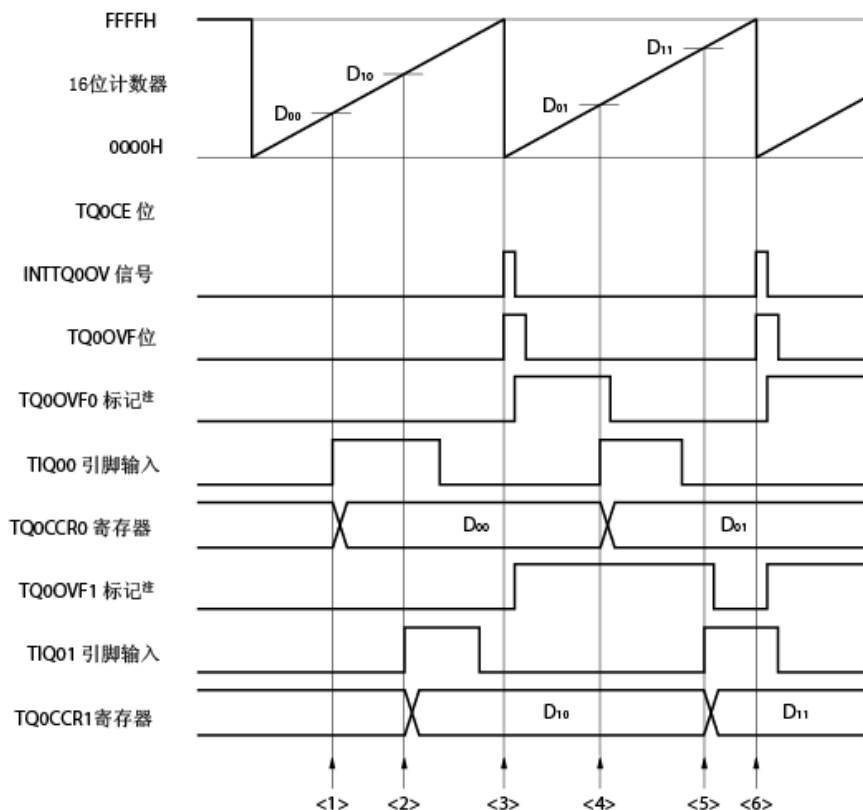 FFFFH
16位计数器
0000H
D10
D00
D11
D01
TQ0CE 位
INTTQ0OV 信号
TQ0OVF位
TQ0OVF0 标记注
TIQ00 引脚输入
TQ0CCR0 寄存器
D00
D01
TQ0OVF1 标记注
TIQ01 引脚输入
TQ0CCR1寄存器
D10
D11
<1>
<2>
<3>
<4>
<5>
<6>